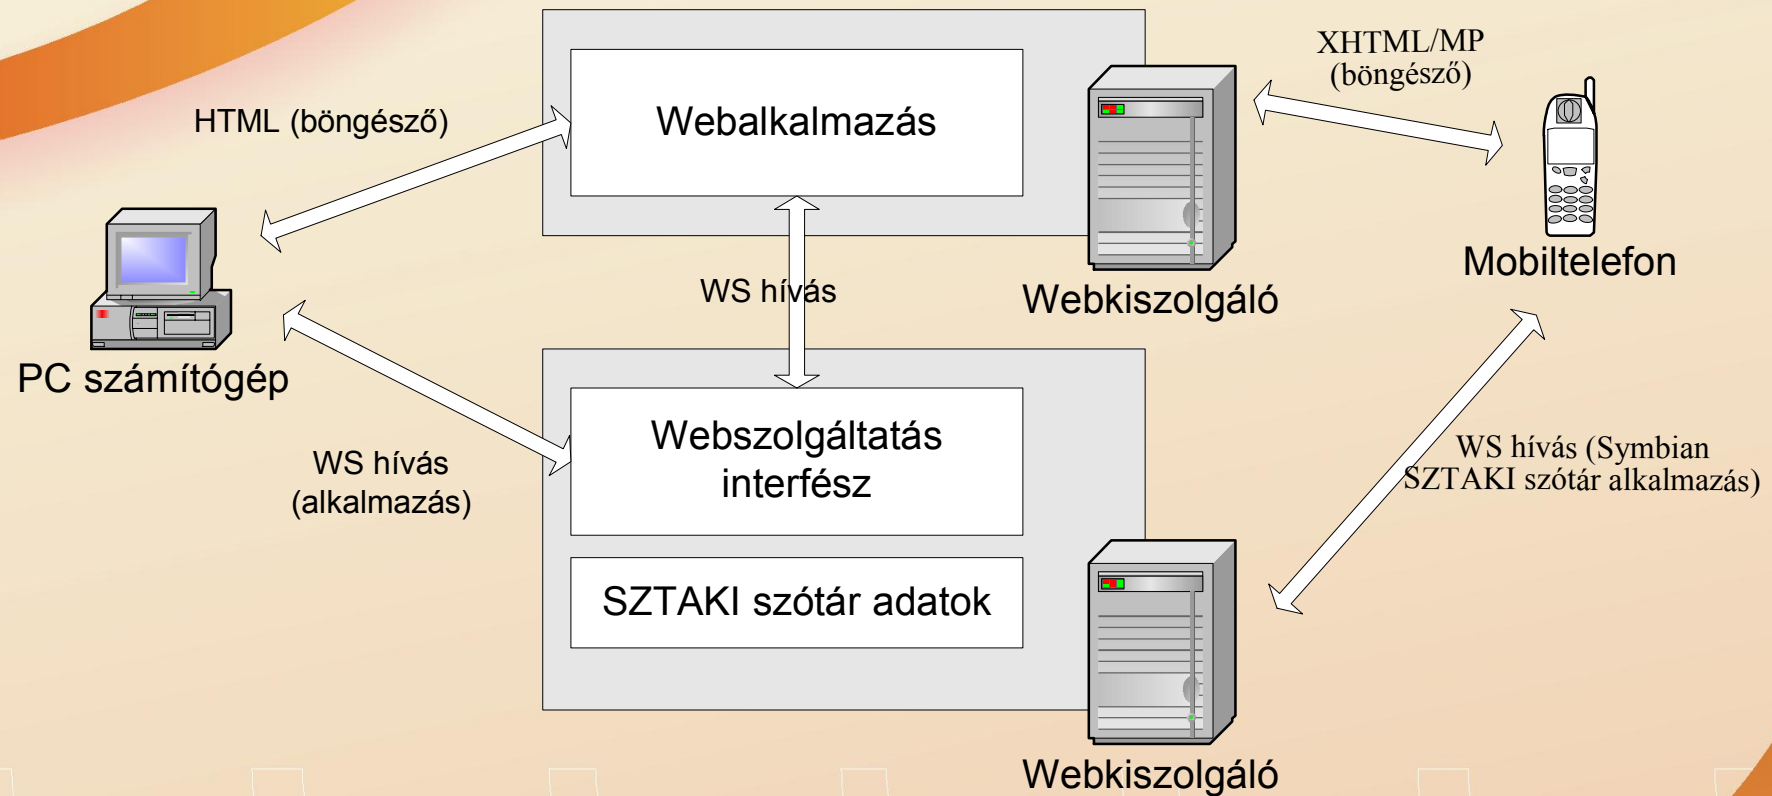 XHTML/MP
(böngésző)
HTML (böngésző)
Webalkalmazás
Mobiltelefon
WS hívás
Webkiszolgáló
PC számítógép
Webszolgáltatás
interfész
WS hívás
(alkalmazás)
WS hívás (Symbian
SZTAKI szótár alkalmazás)
SZTAKI szótár adatok
Webkiszolgáló